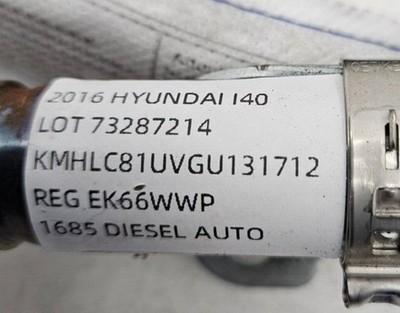 2016 HYUNDAI I40
LOT 73287214
KMHLC81UVGU131712
REG EK66WWP
1685 DIESEL AUTO